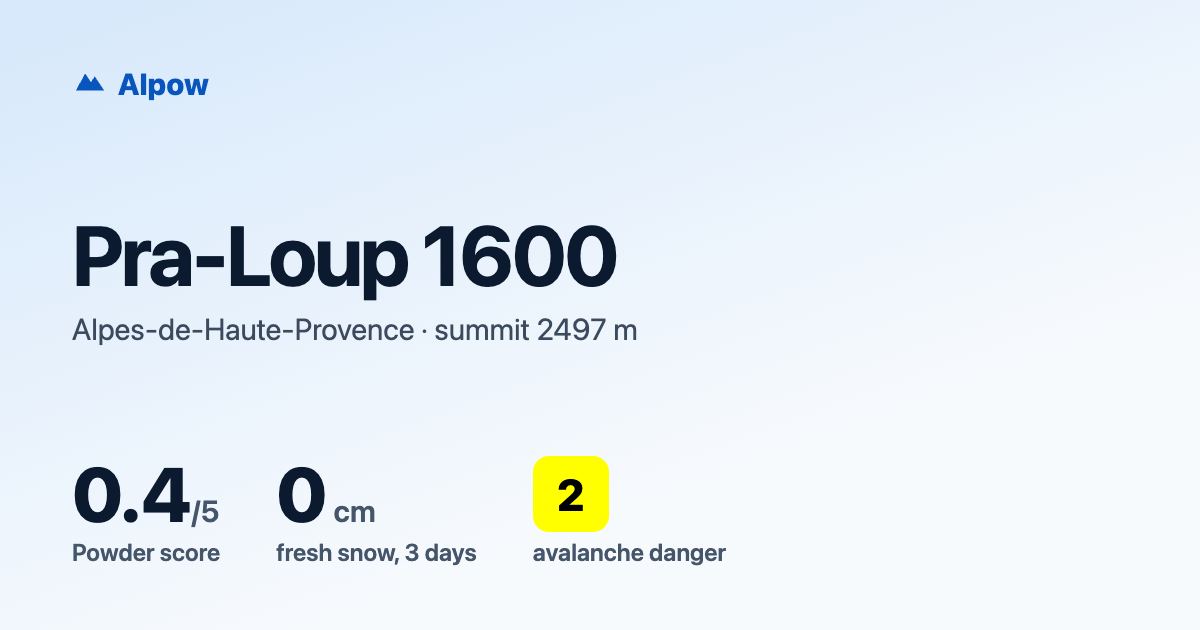 Alpow
Pra-Loup 1600
Alpes-de-Haute-Provence · summit 2497 m
0.4/5 0 cm 2
Powder score fresh snow, 3 days avalanche danger